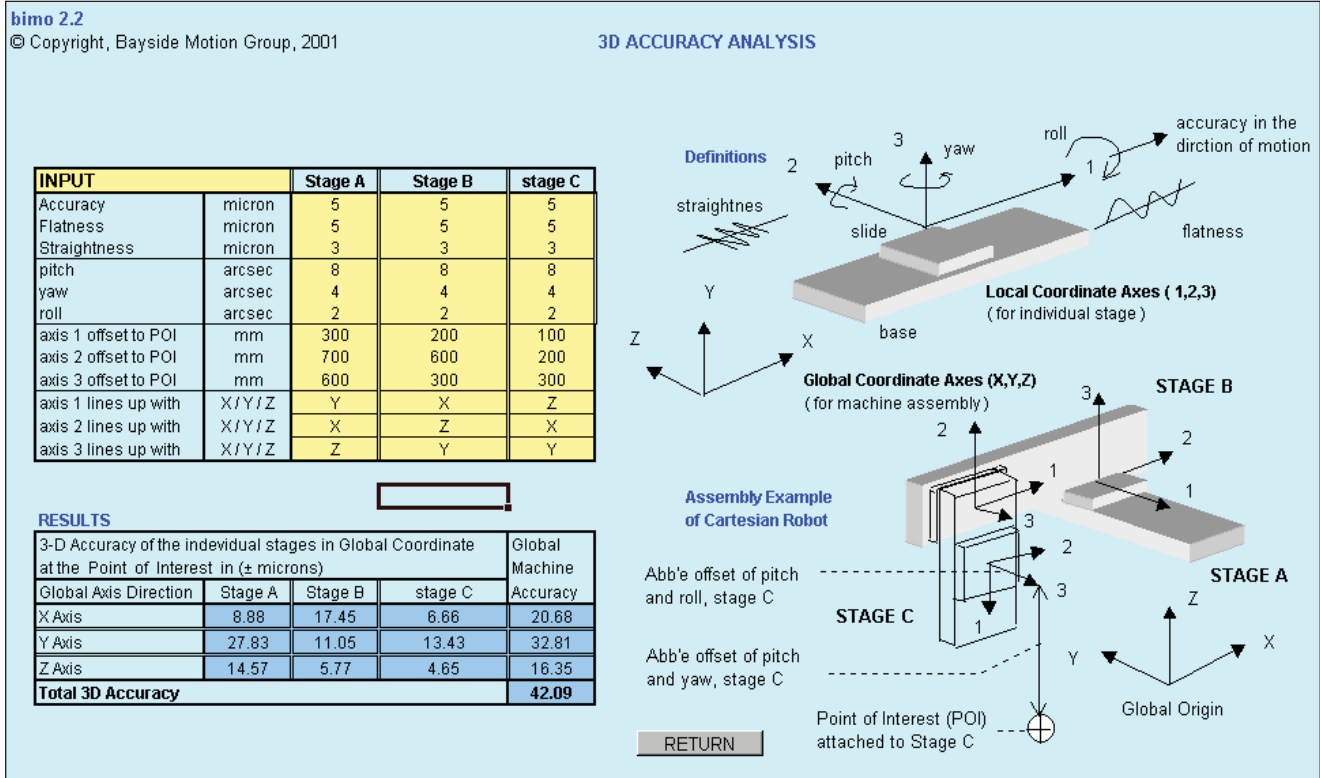 bimo 2.2
© Copyright, Bayside Motion Group, 2001
3D ACCURACY ANALYSIS
INPUT Stage A Stage B stage C
Accuracy micron 5 5 5
Flatness micron 5 5 5
Straightness micron 3 3 3
pitch arcsec 8 8 8
yaw arcsec 4 4 4
roll arcsec 2 2 2
axis 1 offset to POI mm 300 200 100
axis 2 offset to POI mm 700 600 200
axis 3 offset to POI mm 600 300 300
axis 1 lines up with X/Y/Z Y X Z
axis 2 lines up with X/Y/Z X Z X
axis 3 lines up with X/Y/Z Z Y Y
RESULTS
3-D Accuracy of the indevidual stages in Global Coordinate
at the Point of Interest in (± microns)
Global
Machine
Accuracy
Global Axis Direction Stage A Stage B stage C
X Axis 8.88 17.45 6.66 20.68
Y Axis 27.83 11.05 13.43 32.81
Z Axis 14.57 5.77 4.65 16.35
Total 3D Accuracy 42.09
Definitions
2
pitch
3
yaw
roll
1
accuracy in the
dirction of motion
straightnes
slide
flatness
base
Local Coordinate Axes ( 1,2,3)
(for individual stage)
Y
Z
X
Global Coordinate Axes (X,Y,Z)
(for machine assembly)
STAGE B
3
2
1
2
1
3
Assembly Example
of Cartesian Robot
2
3
1
STAGE A
Abb'e offset of pitch
and roll, stage C
STAGE C
Abb'e offset of pitch
and yaw, stage C
Z
X
Y
Global Origin
Point of Interest (POI)
attached to Stage C
RETURN